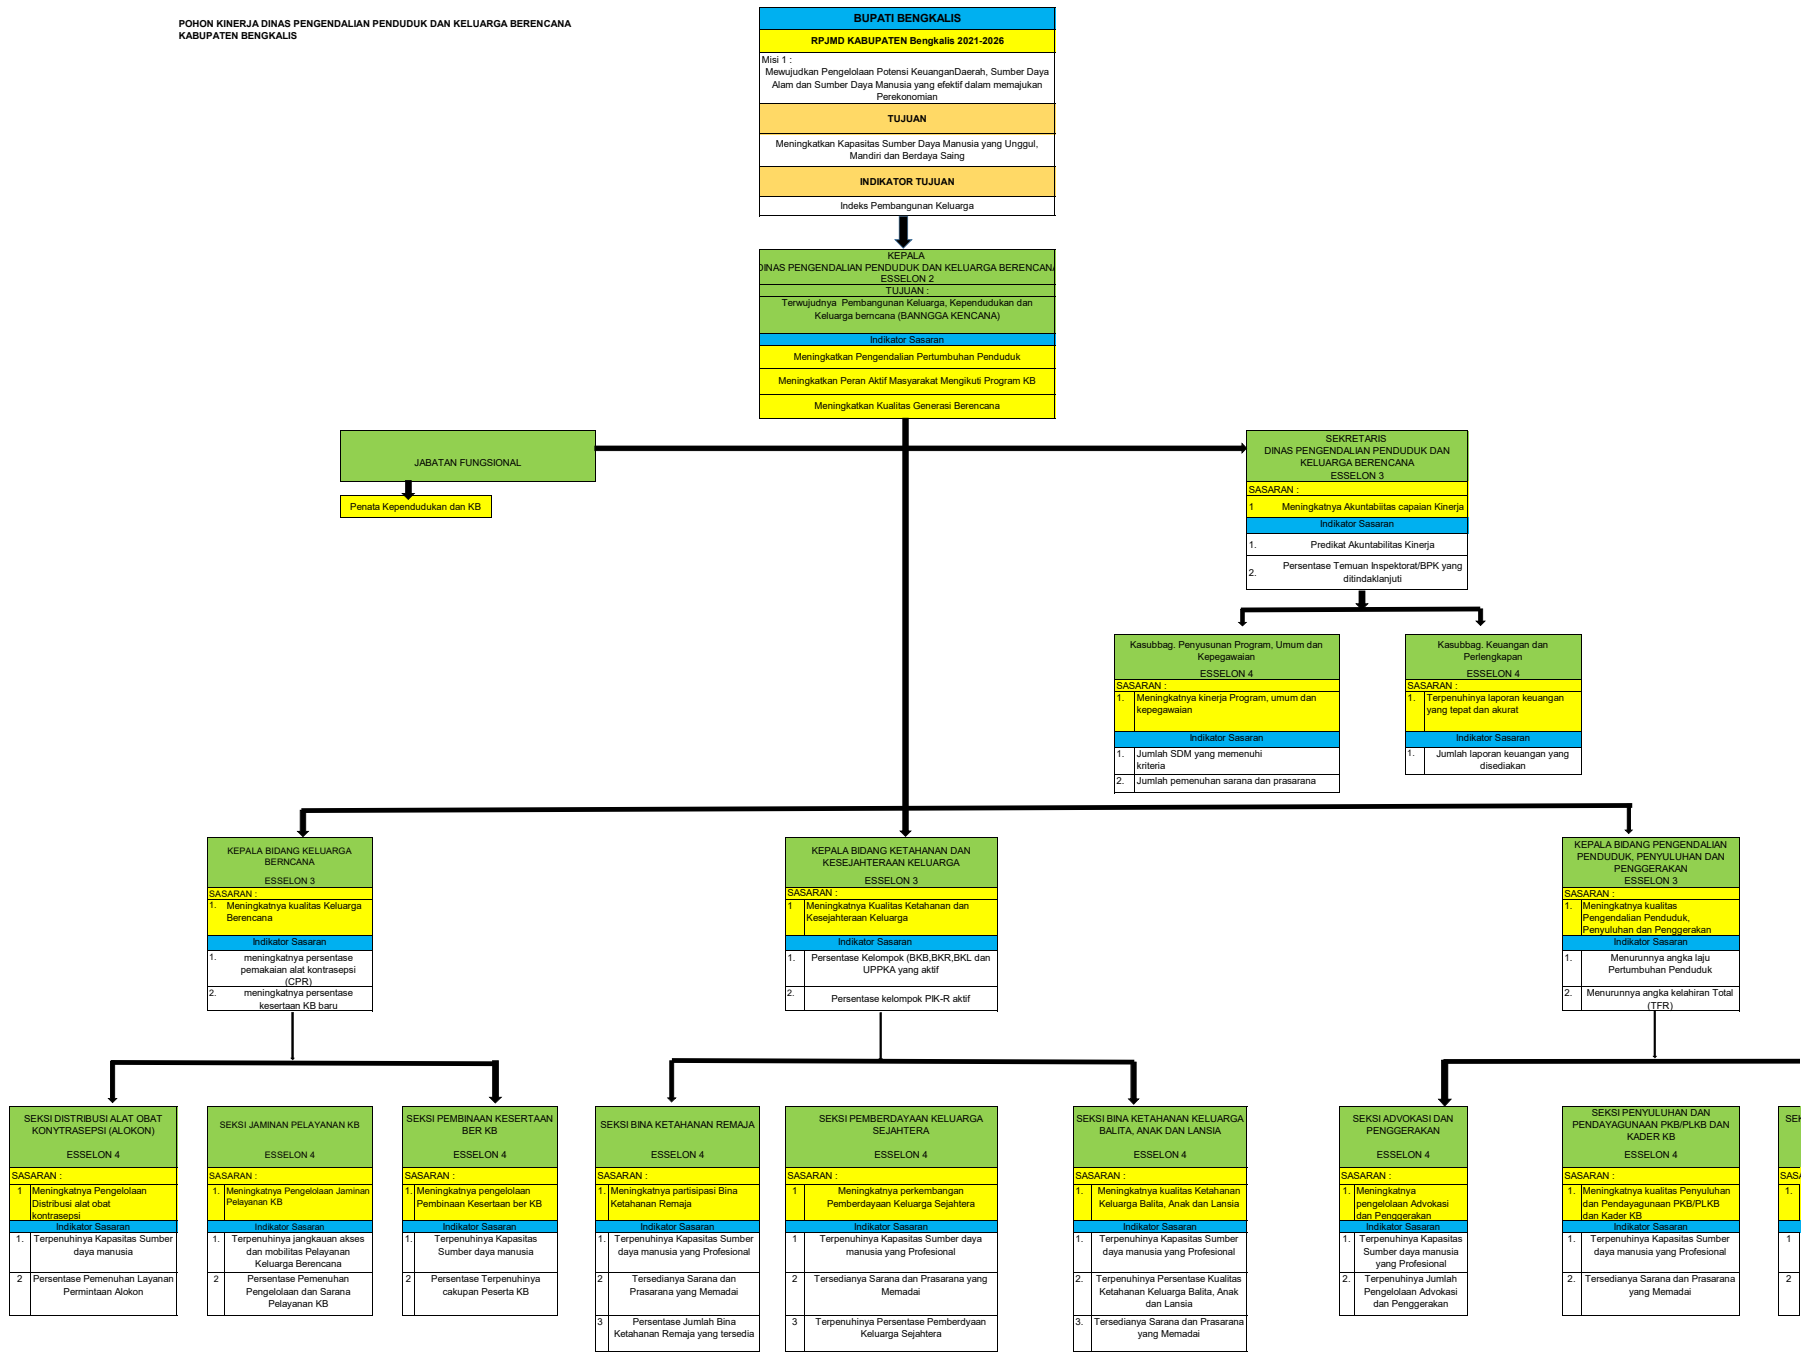 POHON KINERJA DINAS PENGENDALIAN PENDUDUK DAN KELUARGA BERENCANA
KABUPATEN BENGKALIS
BUPATI BENGKALIS
RPJMD KABUPATEN Bengkalis 2021-2026
Misi 1 :
Mewujudkan Pengelolaan Potensi KeuanganDaerah, Sumber Daya
Alam dan Sumber Daya Manusia yang efektif dalam memajukan
Perekonomian
TUJUAN
Meningkatkan Kapasitas Sumber Daya Manusia yang Unggul,
Mandiri dan Berdaya Saing
INDIKATOR TUJUAN
Indeks Pembangunan Keluarga
KEPALA
DINAS PENGENDALIAN PENDUDUK DAN KELUARGA BERENCANA
ESSELON 2
TUJUAN :
Terwujudnya Pembangunan Keluarga, Kependudukan dan
Keluarga berncana (BANNGGA KENCANA)
Indikator Sasaran
Meningkatkan Pengendalian Pertumbuhan Penduduk
Meningkatkan Peran Aktif Masyarakat Mengikuti Program KB
Meningkatkan Kualitas Generasi Berencana
JABATAN FUNGSIONAL
Penata Kependudukan dan KB
SEKRETARIS
DINAS PENGENDALIAN PENDUDUK DAN
KELUARGA BERENCANA
ESSELON 3
SASARAN :
1 Meningkatnya Akuntabiitas capaian Kinerja
Indikator Sasaran
1. Predikat Akuntabilitas Kinerja
2. Persentase Temuan Inspektorat/BPK yang
ditindaklanjuti
Kasubbag. Penyusunan Program, Umum dan
Kepegawaian
ESSELON 4
SASARAN :
1. Meningkatnya kinerja Program, umum dan
kepegawaian
Indikator Sasaran
1. Jumlah SDM yang memenuhi
kriteria
2. Jumlah pemenuhan sarana dan prasarana
Kasubbag. Keuangan dan
Perlengkapan
ESSELON 4
SASARAN :
1. Terpenuhinya laporan keuangan
yang tepat dan akurat
Indikator Sasaran
1. Jumlah laporan keuangan yang
disediakan
KEPALA BIDANG KELUARGA
BERNCANA
ESSELON 3
SASARAN :
1. Meningkatnya kualitas Keluarga
Berencana
Indikator Sasaran
1. meningkatnya persentase
pemakaian alat kontrasepsi
(CPR)
2. meningkatnya persentase
kesertaan KB baru
KEPALA BIDANG KETAHANAN DAN
KESEJAHTERAAN KELUARGA
ESSELON 3
SASARAN :
1 Meningkatnya Kualitas Ketahanan dan
Kesejahteraan Keluarga
Indikator Sasaran
1. Persentase Kelompok (BKB,BKR,BKL dan
UPPKA yang aktif
2. Persentase kelompok PIK-R aktif
KEPALA BIDANG PENGENDALIAN
PENDUDUK, PENYULUHAN DAN
PENGGERAKAN
ESSELON 3
SASARAN :
1. Meningkatnya kualitas
Pengendalian Penduduk,
Penyuluhan dan Penggerakan
Indikator Sasaran
1. Menurunnya angka laju
Pertumbuhan Penduduk
2. Menurunnya angka kelahiran Total
(TFR)
SEKSI DISTRIBUSI ALAT OBAT
KONYTRASEPSI (ALOKON)
ESSELON 4
SASARAN :
1 Meningkatnya Pengelolaan
Distribusi alat obat
kontrasepsi
Indikator Sasaran
1. Terpenuhinya Kapasitas Sumber
daya manusia
2 Persentase Pemenuhan Layanan
Permintaan Alokon
SEKSI JAMINAN PELAYANAN KB
ESSELON 4
SASARAN :
1. Meningkatnya Pengelolaan Jaminan
Pelayanan KB
Indikator Sasaran
1. Terpenuhinya jangkauan akses
dan mobilitas Pelayanan
Keluarga Berencana
2 Persentase Pemenuhan
Pengelolaan dan Sarana
Pelayanan KB
SEKSI PEMBINAAN KESERTAAN
BER KB
ESSELON 4
SASARAN :
1. Meningkatnya pengelolaan
Pembinaan Kesertaan ber KB
Indikator Sasaran
1. Terpenuhinya Kapasitas
Sumber daya manusia
2 Persentase Terpenuhinya
cakupan Peserta KB
SEKSI BINA KETAHANAN REMAJA
ESSELON 4
SASARAN :
1. Meningkatnya partisipasi Bina
Ketahanan Remaja
Indikator Sasaran
1. Terpenuhinya Kapasitas Sumber
daya manusia yang Profesional
2 Tersedianya Sarana dan
Prasarana yang Memadai
3 Persentase Jumlah Bina
Ketahanan Remaja yang tersedia
SEKSI PEMBERDAYAAN KELUARGA
SEJAHTERA
ESSELON 4
SASARAN :
1 Meningkatnya perkembangan
Pemberdayaan Keluarga Sejahtera
Indikator Sasaran
1 Terpenuhinya Kapasitas Sumber daya
manusia yang Profesional
2 Tersedianya Sarana dan Prasarana yang
Memadai
3 Terpenuhinya Persentase Pemberdyaan
Keluarga Sejahtera
SEKSI BINA KETAHANAN KELUARGA
BALITA, ANAK DAN LANSIA
ESSELON 4
SASARAN :
1. Meningkatnya kualitas Ketahanan
Keluarga Balita, Anak dan Lansia
Indikator Sasaran
1. Terpenuhinya Kapasitas Sumber
daya manusia yang Profesional
2. Terpenuhinya Persentase Kualitas
Ketahanan Keluarga Balita, Anak
dan Lansia
3. Tersedianya Sarana dan Prasarana
yang Memadai
SEKSI ADVOKASI DAN
PENGGERAKAN
ESSELON 4
SASARAN :
1. Meningkatnya
pengelolaan Advokasi
dan Penggerakan
Indikator Sasaran
1. Terpenuhinya Kapasitas
Sumber daya manusia
yang Profesional
2. Terpenuhinya Jumlah
Pengelolaan Advokasi
dan Penggerakan
SEKSI PENYULUHAN DAN
PENDAYAGUNAAN PKB/PLKB DAN
KADER KB
ESSELON 4
SASARAN :
1. Meningkatnya kualitas Penyuluhan
dan Pendayagunaan PKB/PLKB
dan Kader KB
Indikator Sasaran
1. Terpenuhinya Kapasitas Sumber
daya manusia yang Profesional
2. Tersedianya Sarana dan Prasarana
yang Memadai
1.
1
2